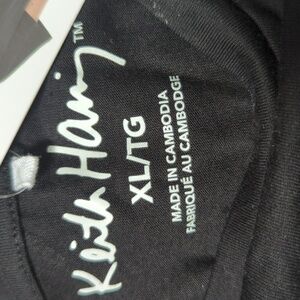 Keith Haring™
XL/TG
MADE IN CAMBODIA
FABRIQUÉ AU CAMBODGE